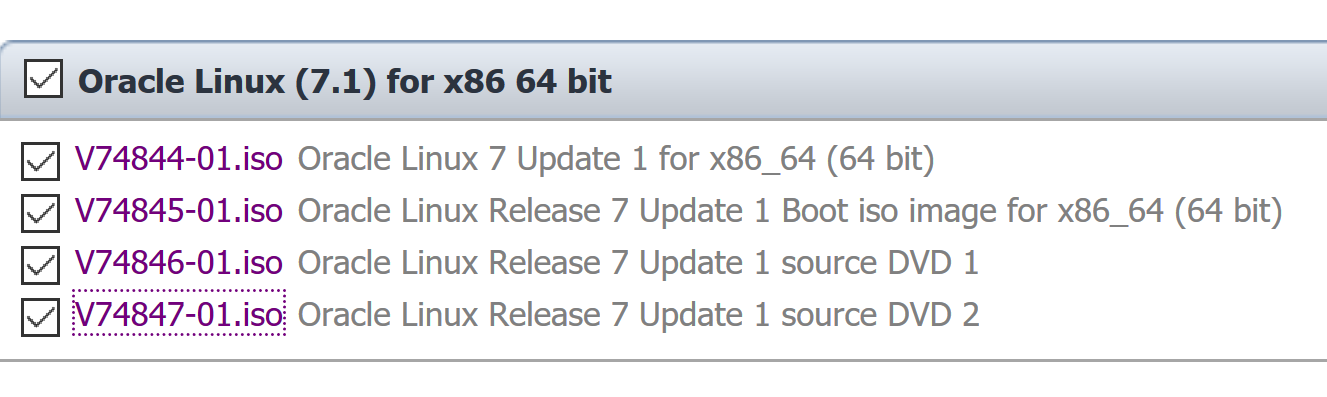 Oracle Linux (7.1) for x86 64 bit
V74844-01.iso Oracle Linux 7 Update 1 for x86_64 (64 bit)
V74845-01.iso Oracle Linux Release 7 Update 1 Boot iso image for x86_64 (64 bit)
V74846-01.iso Oracle Linux Release 7 Update 1 source DVD 1
V74847-01.iso Oracle Linux Release 7 Update 1 source DVD 2